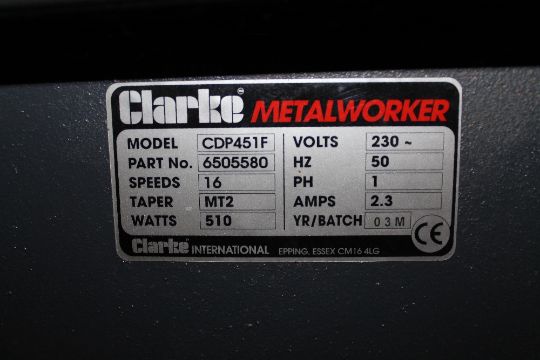 Clarke METALWORKER
MODEL CDP451F VOLTS 230 ~
PART No. 6505580 HZ 50
SPEEDS 16 PH 1
TAPER MT2 AMPS 2.3
WATTS 510 YR/BATCH 03M CE
Clarke INTERNATIONAL EPPING, ESSEX CM16 4LG